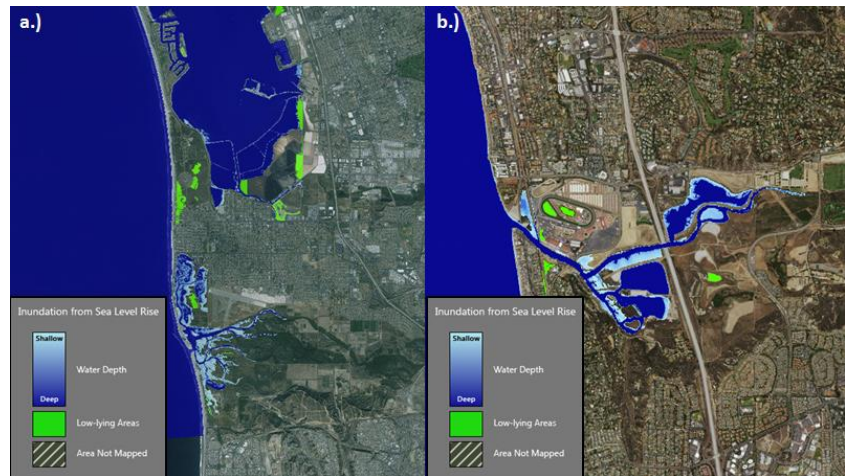 a.)
b.)
Inundation from Sea Level Rise
Shallow
Water Depth
Deep
Low-lying Areas
Area Not Mapped
Inundation from Sea Level Rise
Shallow
Water Depth
Deep
Low-lying Areas
Area Not Mapped